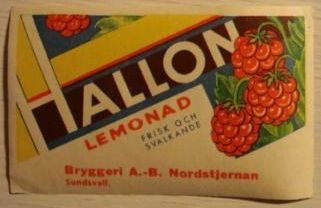 HALLON
LEMONAD
FRISK OCH
SVALKANDE
Bryggeri A.-B. Nordstjernan
Sundsvall.